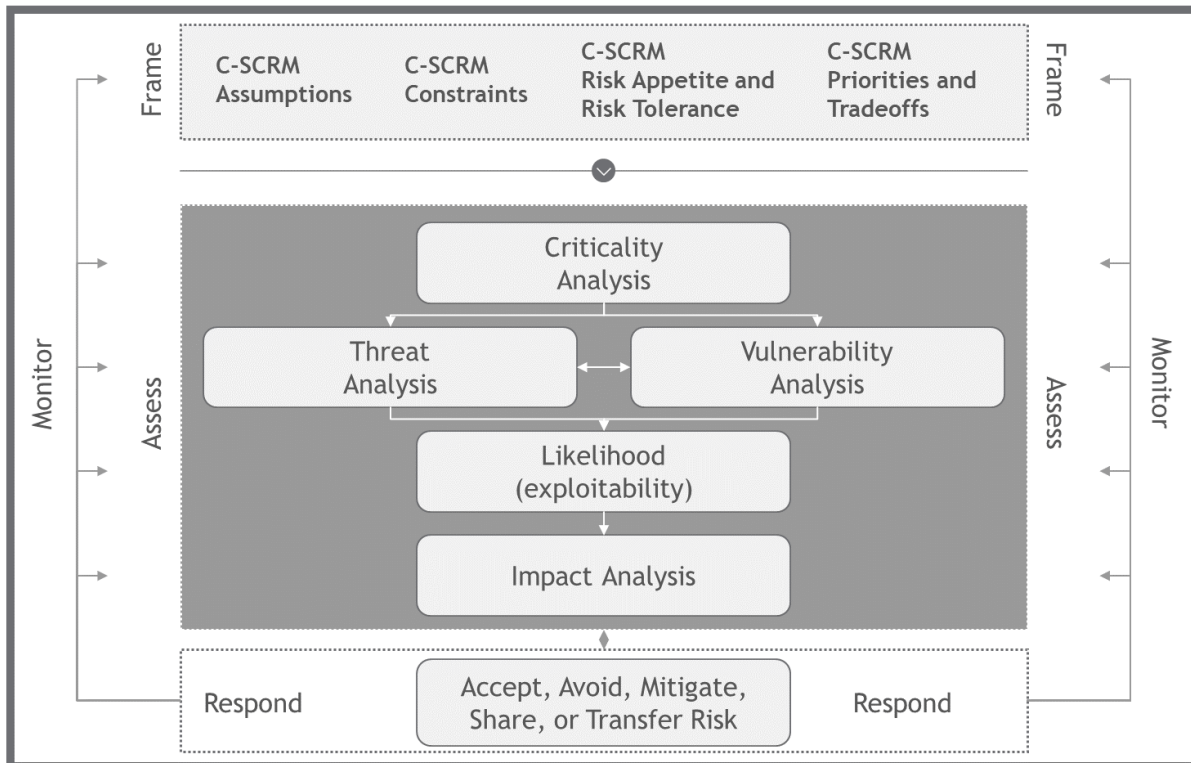 Frame
C-SCRM
Assumptions
C-SCRM
Constraints
C-SCRM
Risk Appetite and
Risk Tolerance
C-SCRM
Priorities and
Tradeoffs
Frame
Monitor
Assess
Criticality
Analysis
Threat
Analysis
Vulnerability
Analysis
Likelihood
(exploitability)
Impact Analysis
Assess
Monitor
Respond
Accept, Avoid, Mitigate,
Share, or Transfer Risk
Respond